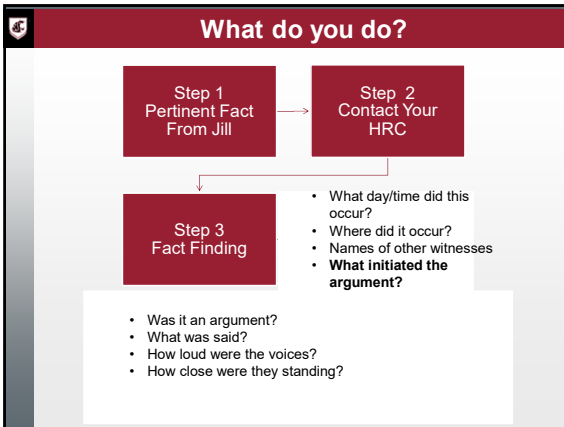 What do you do?
Step 1
Pertinent Fact
From Jill
Step 2
Contact Your
HRC
Step 3
Fact Finding
• What day/time did this
occur?
• Where did it occur?
• Names of other witnesses
• What initiated the
argument?
• Was it an argument?
• What was said?
• How loud were the voices?
• How close were they standing?